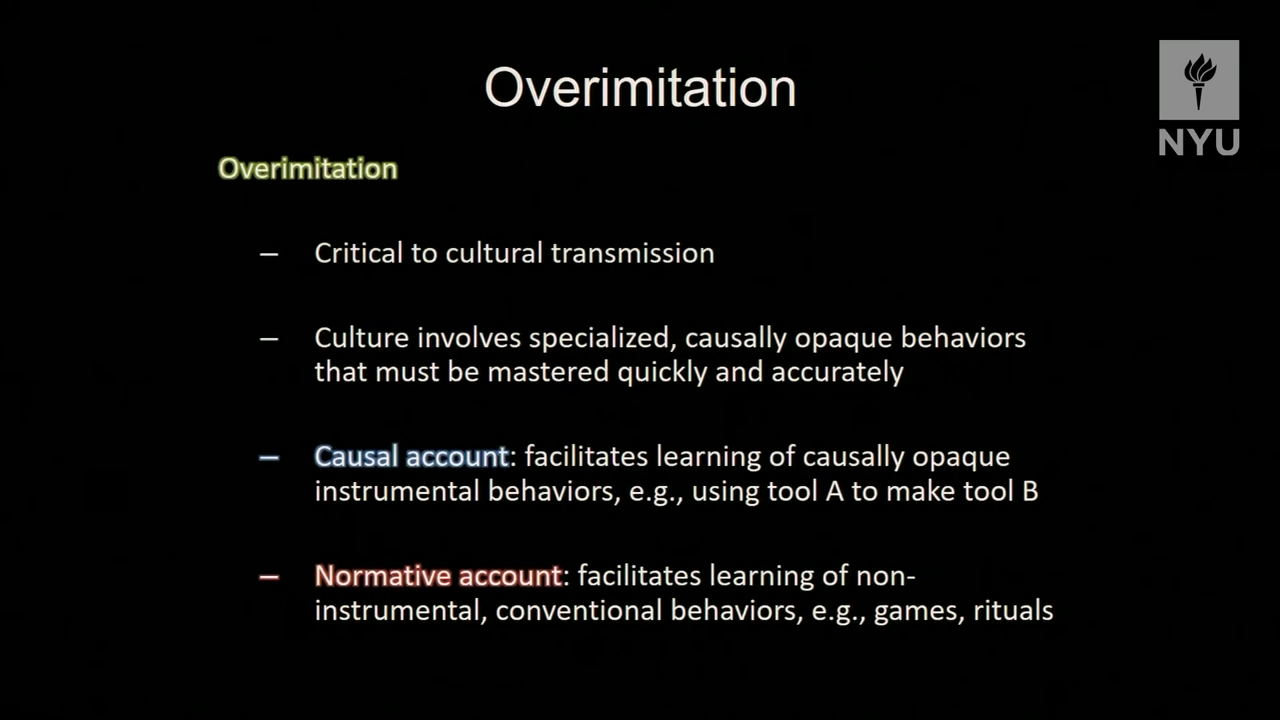 Overimitation
NYU
Overimitation
– Critical to cultural transmission
– Culture involves specialized, causally opaque behaviors
that must be mastered quickly and accurately
– Causal account: facilitates learning of causally opaque
instrumental behaviors, e.g., using tool A to make tool B
– Normative account: facilitates learning of non-
instrumental, conventional behaviors, e.g., games, rituals